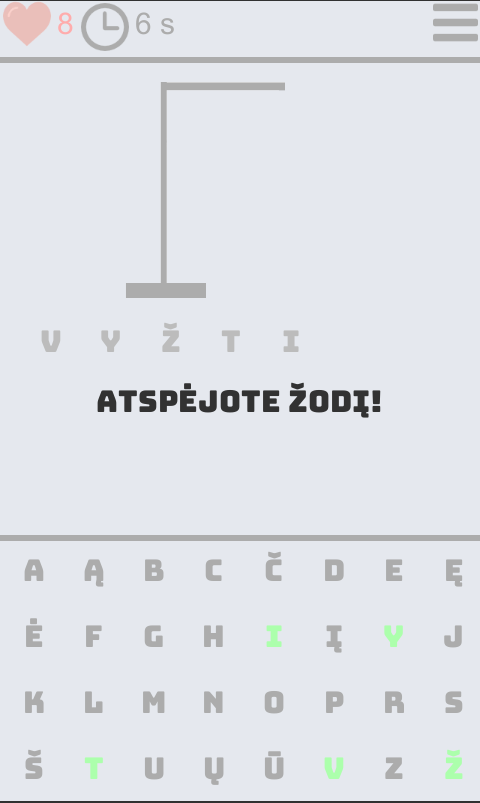 8 6 s
V Y Ž T I
ATSPĖJOTE ŽODĮ!
A Ą B C Č D E Ę
Ė F G H I Į Y J
K L M N O P R S
Š T U Ų Ū V Z Ž